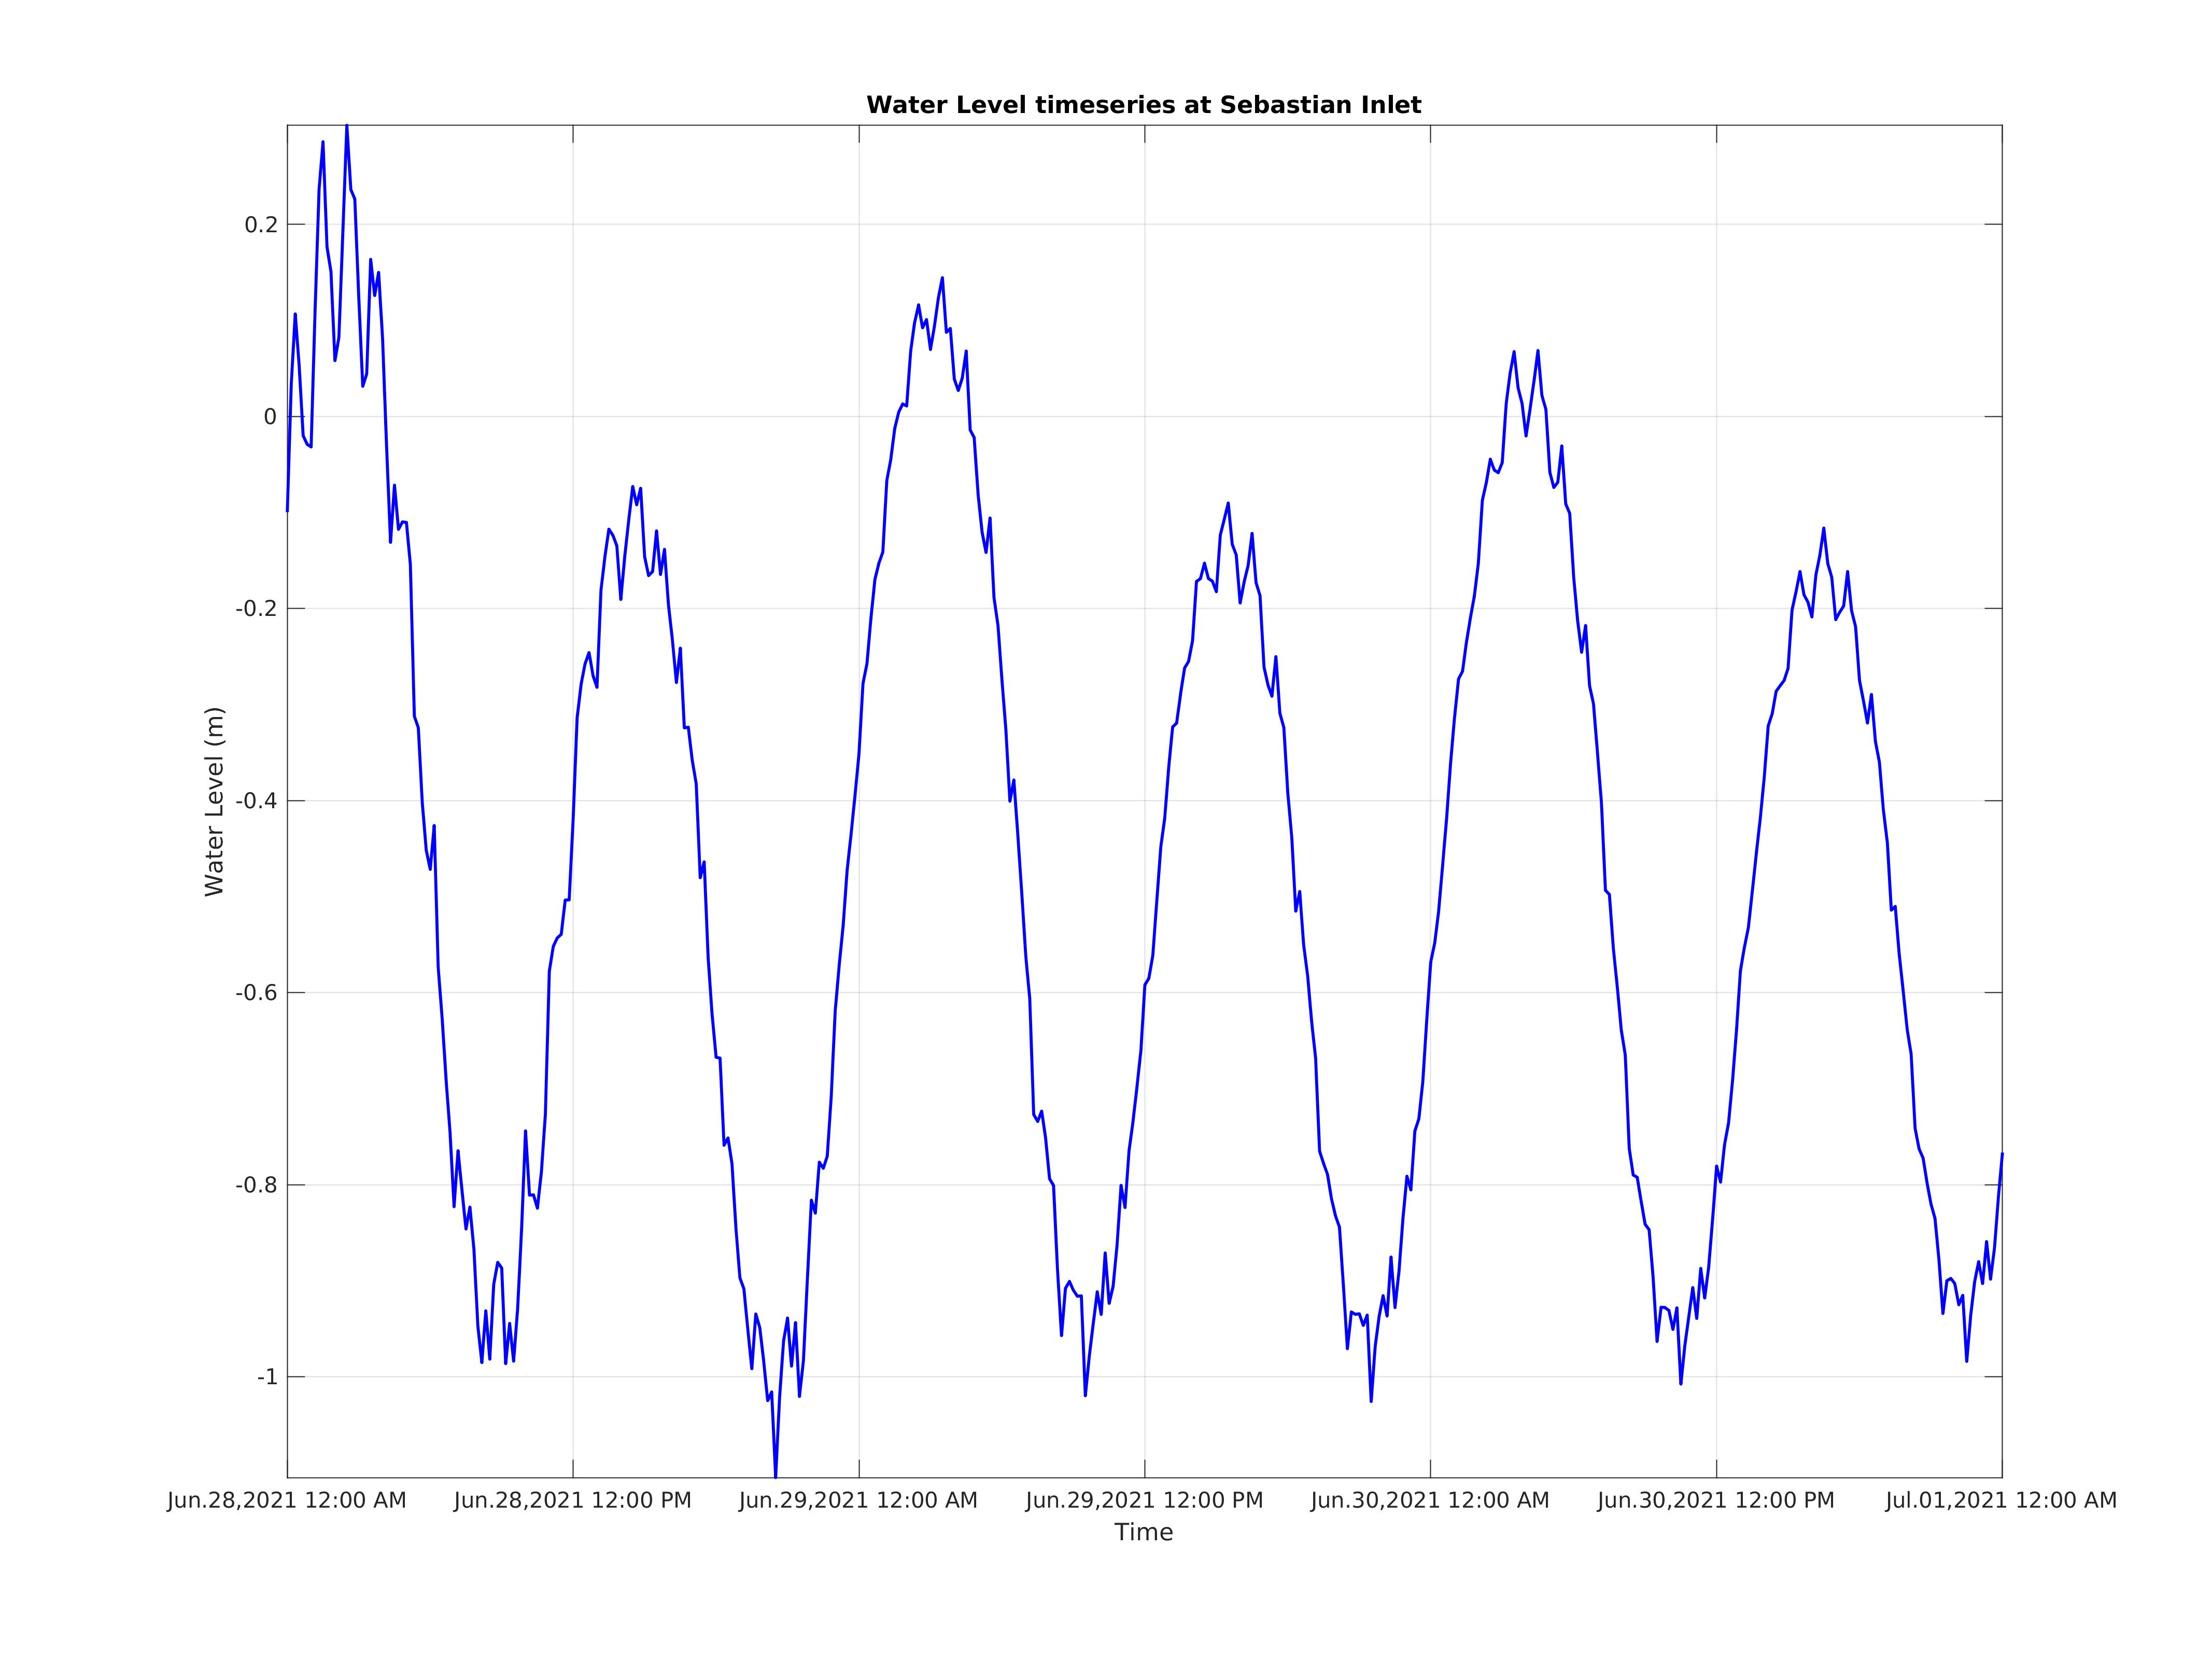 Water Level timeseries at Sebastian Inlet
0.2
0
-0.2
-0.4
-0.6
-0.8
-1
Water Level (m)
Jun.28,2021 12:00 AM
Jun.28,2021 12:00 PM
Jun.29,2021 12:00 AM
Jun.29,2021 12:00 PM
Jun.30,2021 12:00 AM
Jun.30,2021 12:00 PM
Jul.01,2021 12:00 AM
Time